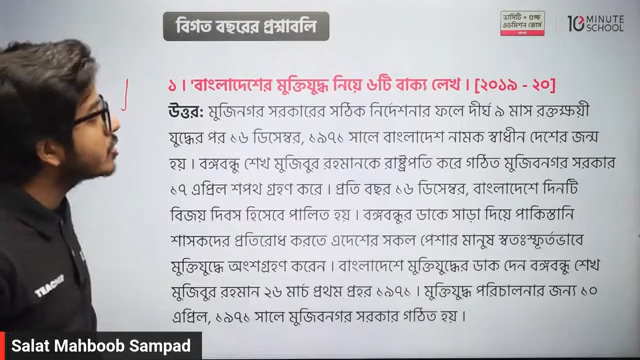 বিগত বছরের প্রশ্নাবলি
ভার্সিটি + গুচ্ছ
এডমিশন কোর্স
10 MINUTE
SCHOOL
১। 'বাংলাদেশের মুক্তিযুদ্ধ নিয়ে ৬টি বাক্য লেখ। [২০১৯ - ২০]
উত্তর: মুজিনগর সরকারের সঠিক নির্দেশনার ফলে দীর্ঘ ৯ মাস রক্তক্ষয়ী
যুদ্ধের পর ১৬ ডিসেম্বর, ১৯৭১ সালে বাংলাদেশ নামক স্বাধীন দেশের জন্ম
হয়। বঙ্গবন্ধু শেখ মুজিবুর রহমানকে রাষ্ট্রপতি করে গঠিত মুজিবনগর সরকার
১৭ এপ্রিল শপথ গ্রহণ করে। প্রতি বছর ১৬ ডিসেম্বর, বাংলাদেশে দিনটি
বিজয় দিবস হিসেবে পালিত হয়। বঙ্গবন্ধুর ডাকে সাড়া দিয়ে পাকিস্তানি
শাসকদের প্রতিরোধ করতে এদেশের সকল পেশার মানুষ স্বতঃস্ফূর্তভাবে
মুক্তিযুদ্ধে অংশগ্রহণ করেন। বাংলাদেশে মুক্তিযুদ্ধের ডাক দেন বঙ্গবন্ধু শেখ
মুজিবুর রহমান ২৬ মার্চ প্রথম প্রহর ১৯৭১। মুক্তিযুদ্ধ পরিচালনার জন্য ১০
এপ্রিল, ১৯৭১ সালে মুজিবনগর সরকার গঠিত হয়।
TEACHER
Salat Mahboob Sampad